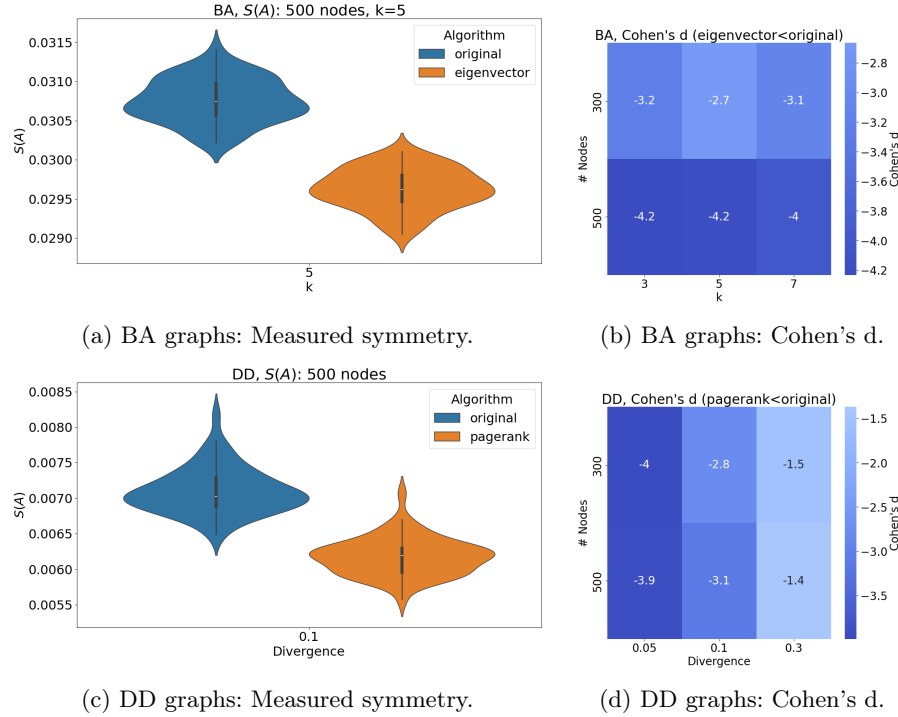 BA, S(A): 500 nodes, k=5
0.0315
0.0310
0.0305
0.0300
0.0295
0.0290
S(A)
Algorithm
original
eigenvector
5
k
(a) BA graphs: Measured symmetry.
BA, Cohen's d (eigenvector<original)
# Nodes
300
500
-3.2 -2.7 -3.1
-4.2 -4.2 -4
3 5 7
k
−2.8
−3.0
−3.2
−3.4
−3.6
−3.8
−4.0
−4.2
Cohen's d
(b) BA graphs: Cohen's d.
DD, S(A): 500 nodes
0.0085
0.0080
0.0075
0.0070
0.0065
0.0060
0.0055
S(A)
Algorithm
original
pagerank
0.1
Divergence
(c) DD graphs: Measured symmetry.
DD, Cohen's d (pagerank<original)
# Nodes
300
500
-4 -2.8 -1.5
-3.9 -3.1 -1.4
0.05 0.1 0.3
Divergence
−1.5
−2.0
−2.5
−3.0
−3.5
Cohen's d
(d) DD graphs: Cohen's d.